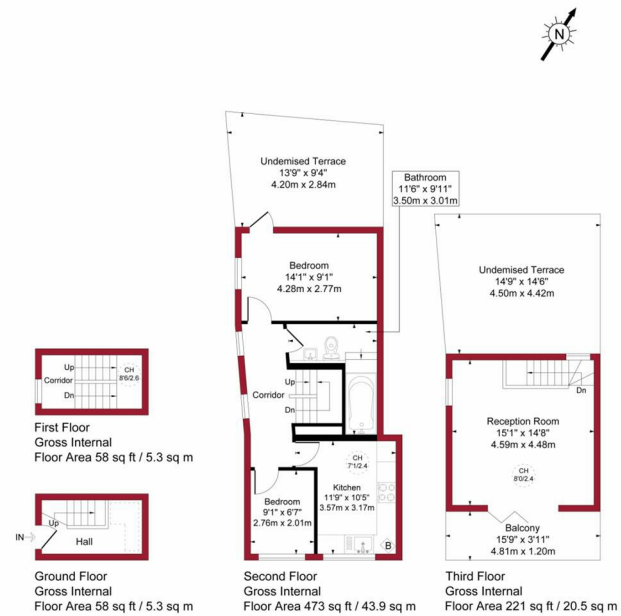 N
Undemised Terrace
13'9" x 9'4"
4.20m x 2.84m
Bathroom
11'6" x 9'11"
3.50m x 3.01m
Bedroom
14'1" x 9'1"
4.28m x 2.77m
Undemised Terrace
14'9" x 14'6"
4.50m x 4.42m
Up
Corridor
Dn
CH
8'6/2.6
First Floor
Gross Internal
Floor Area 58 sq ft / 5.3 sq m
Up
Corridor
Dn
Dn
Reception Room
15'1" x 14'8"
4.59m x 4.48m
CH
8'0/2.4
CH
7'1/2.4
Kitchen
11'9" x 10'5"
3.57m x 3.17m
Bedroom
9'1" x 6'7"
2.76m x 2.01m
B
Balcony
15'9" x 3'11"
4.81m x 1.20m
IN
Up
Hall
Ground Floor
Gross Internal
Floor Area 58 sq ft / 5.3 sq m
Second Floor
Gross Internal
Floor Area 473 sq ft / 43.9 sq m
Third Floor
Gross Internal
Floor Area 221 sq ft / 20.5 sq m